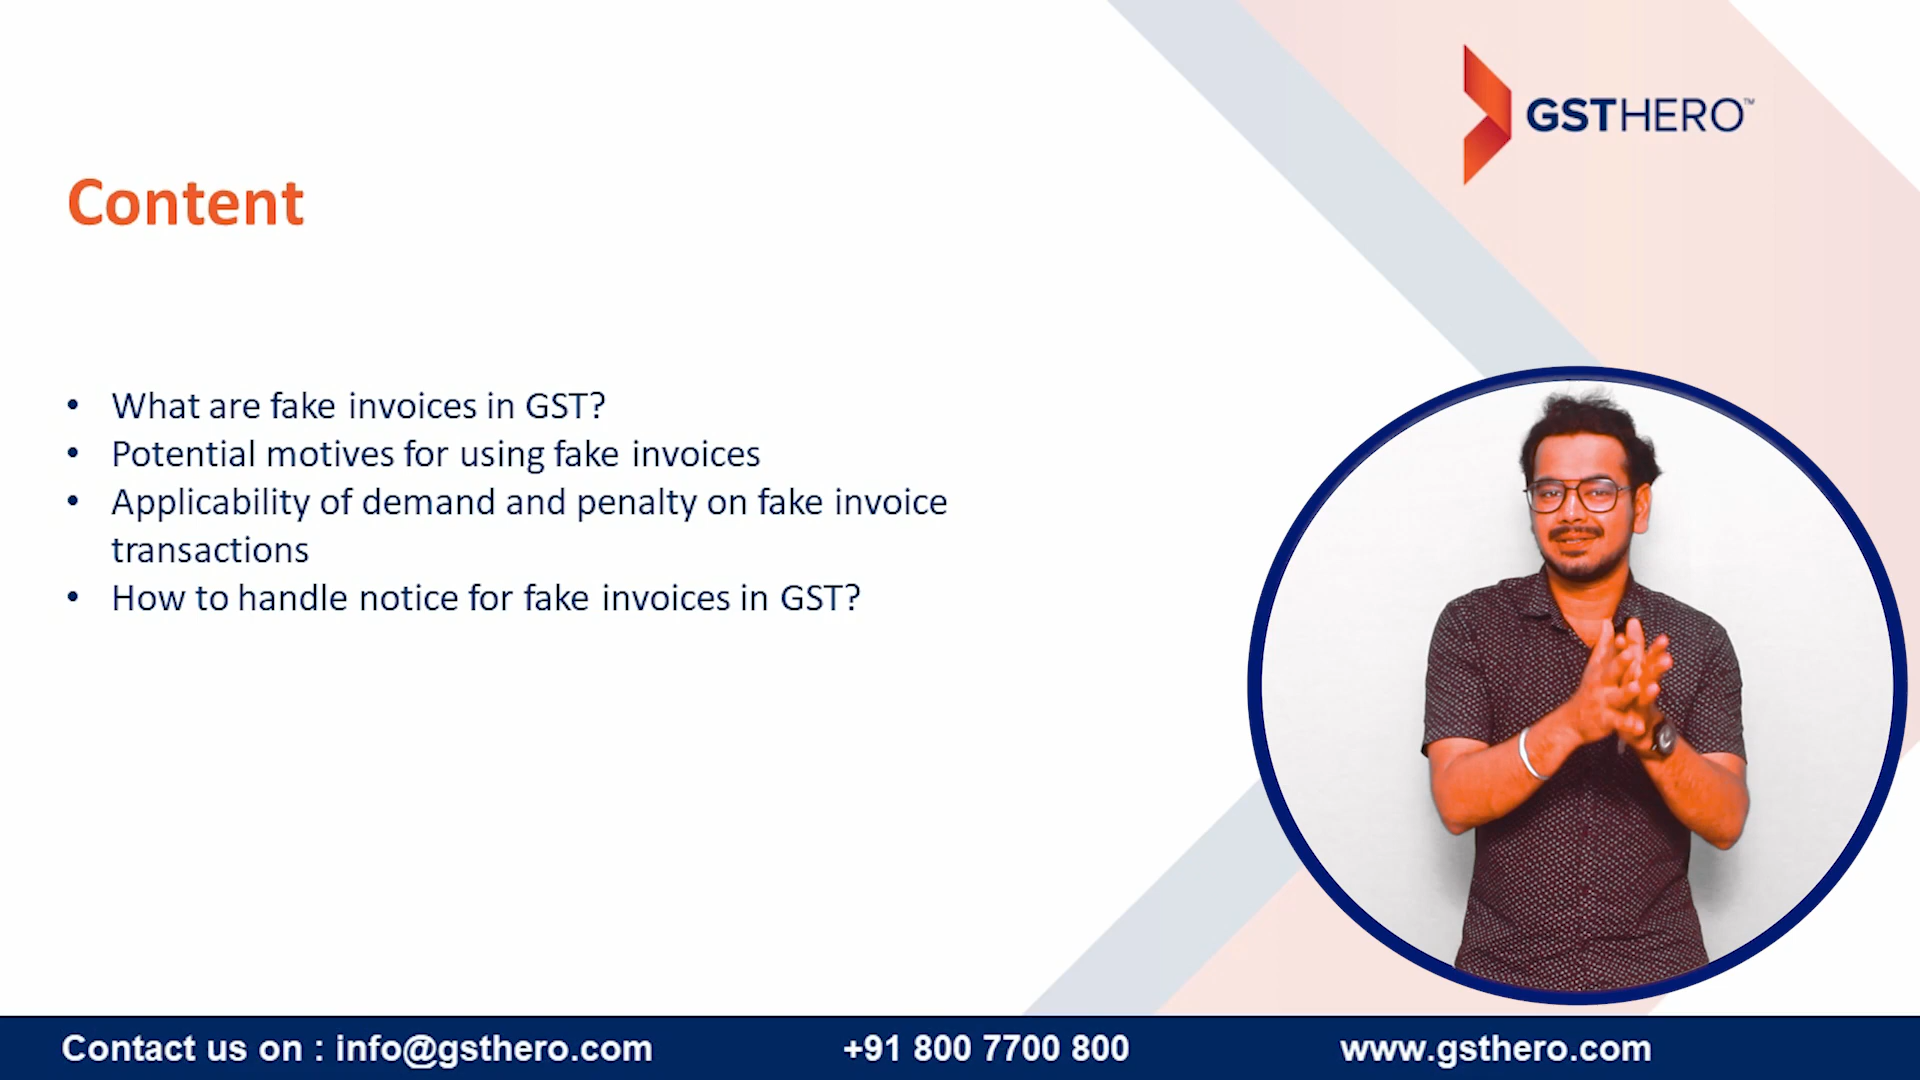 GSTHERO™
Content
• What are fake invoices in GST?
• Potential motives for using fake invoices
• Applicability of demand and penalty on fake invoice
transactions
• How to handle notice for fake invoices in GST?
Contact us on : info@gsthero.com
+91 800 7700 800
www.gsthero.com